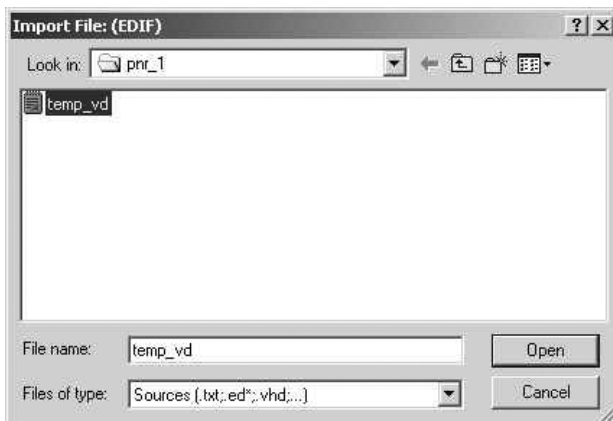 Import File: (EDIF)
Look in: pnr_1
temp_vd
File name: temp_vd Open
Files of type: Sources (.txt;.ed*;.vhd;...) Cancel